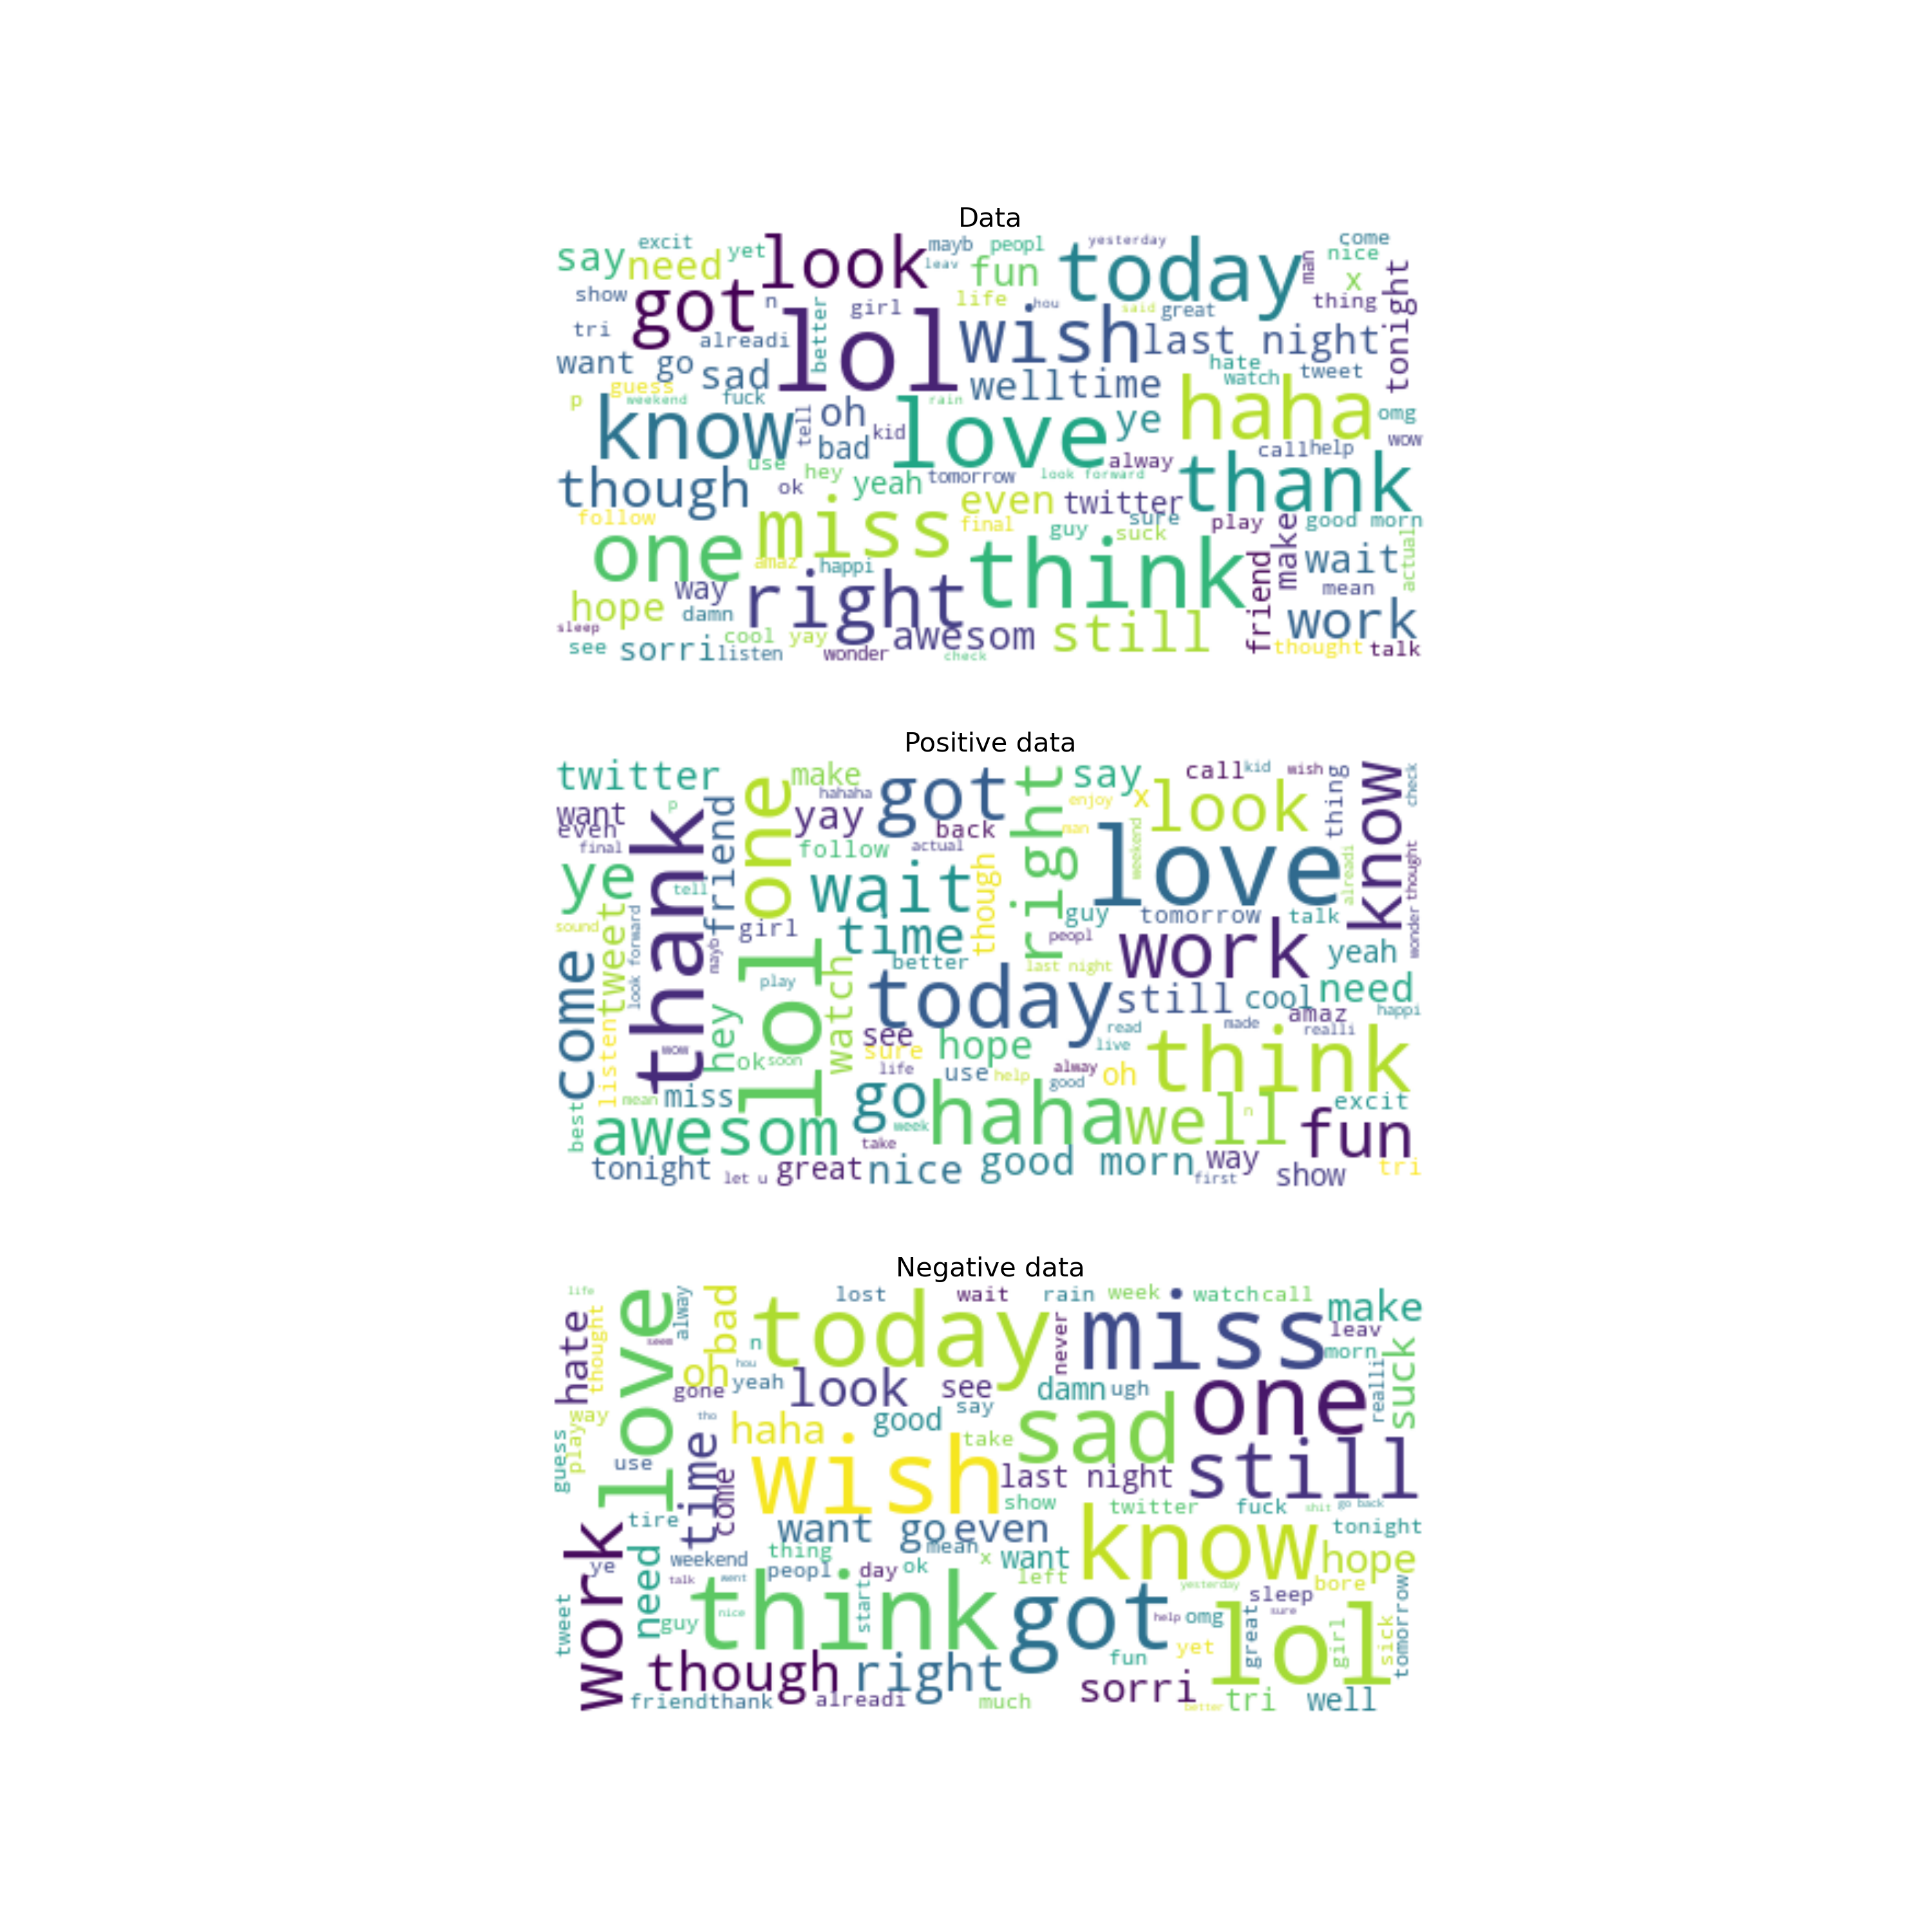 Data
excit
say
need
yet
look
mayb
peopl
leav
fun
yesterday
today
man
come
nice
x
tonight
show
got
n
girl
life
hou
said
great
thing
tri
alreadi
better
lol
wish
last night
want go
sad
well
time
hate
watch
tweet
guess
p
weekend
fuck
know
tell
oh
kid
bad
rain
love
ye
haha
omg
wow
call
help
use
hey
alway
though
ok
yeah
tomorrow
look forward
thank
follow
miss
even
twitter
final
guy
sure
suck
play
make
good morn
one
amaz
happi
think
wait
actual
way
right
friend
mean
hope
damn
work
sleep
see
sorri
cool
yay
listen
wonder
awesom
check
still
thought
talk
Positive data
twitter
make
got
right
say
call
kid
wish
thing
know
check
want
even
p
friend
one
hahaha
yay
back
enjoy
x
look
final
thank
follow
actual
man
weekend
love
ye
tell
wait
though
alreadi
thought
sound
tweet
look forward
mayb
girl
time
guy
tomorrow
talk
wonder
peopl
better
last night
work
yeah
come
lol
play
watch
today
still
cool
need
listen
wow
hey
ok
soon
see
sure
life
hope
read
live
made
amaz
realli
happi
think
best
mean
miss
go
use
help
alway
good
oh
excit
awesom
week
take
haha
well
n
fun
tonight
let u
great
nice
good morn
way
first
show
tri
Negative data
life
hate
thought
love
alway
seem
bad
lost
wait
rain
week
watch
call
make
n
today
never
miss
leav
morn
suck
oh
hou
gone
yeah
look
see
damn
ugh
one
realli
way
play
guess
tho
haha
good
say
take
sad
still
use
time
come
wish
last night
show
twitter
fuck
shit
go back
tire
want go
even
know
tonight
work
ye
need
weekend
thing
peopl
mean
day
ok
x
want
left
hope
tweet
talk
went
think
start
got
yesterday
sleep
bore
tomorrow
guy
nice
help
omg
sure
great
lol
girl
sick
yet
though
right
fun
sorri
friend
thank
alreadi
much
better
tri
well